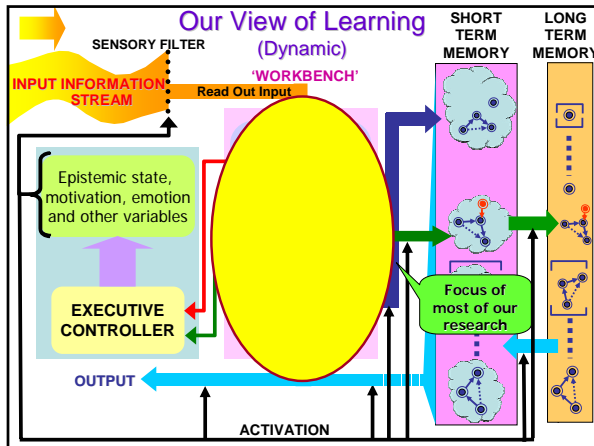 Our View of Learning
(Dynamic)
SHORT
TERM
MEMORY
LONG
TERM
MEMORY
SENSORY FILTER
'WORKBENCH'
INPUT INFORMATION
STREAM
Read Out Input
Epistemic state,
motivation, emotion
and other variables
EXECUTIVE
CONTROLLER
Focus of
most of our
research
OUTPUT
ACTIVATION